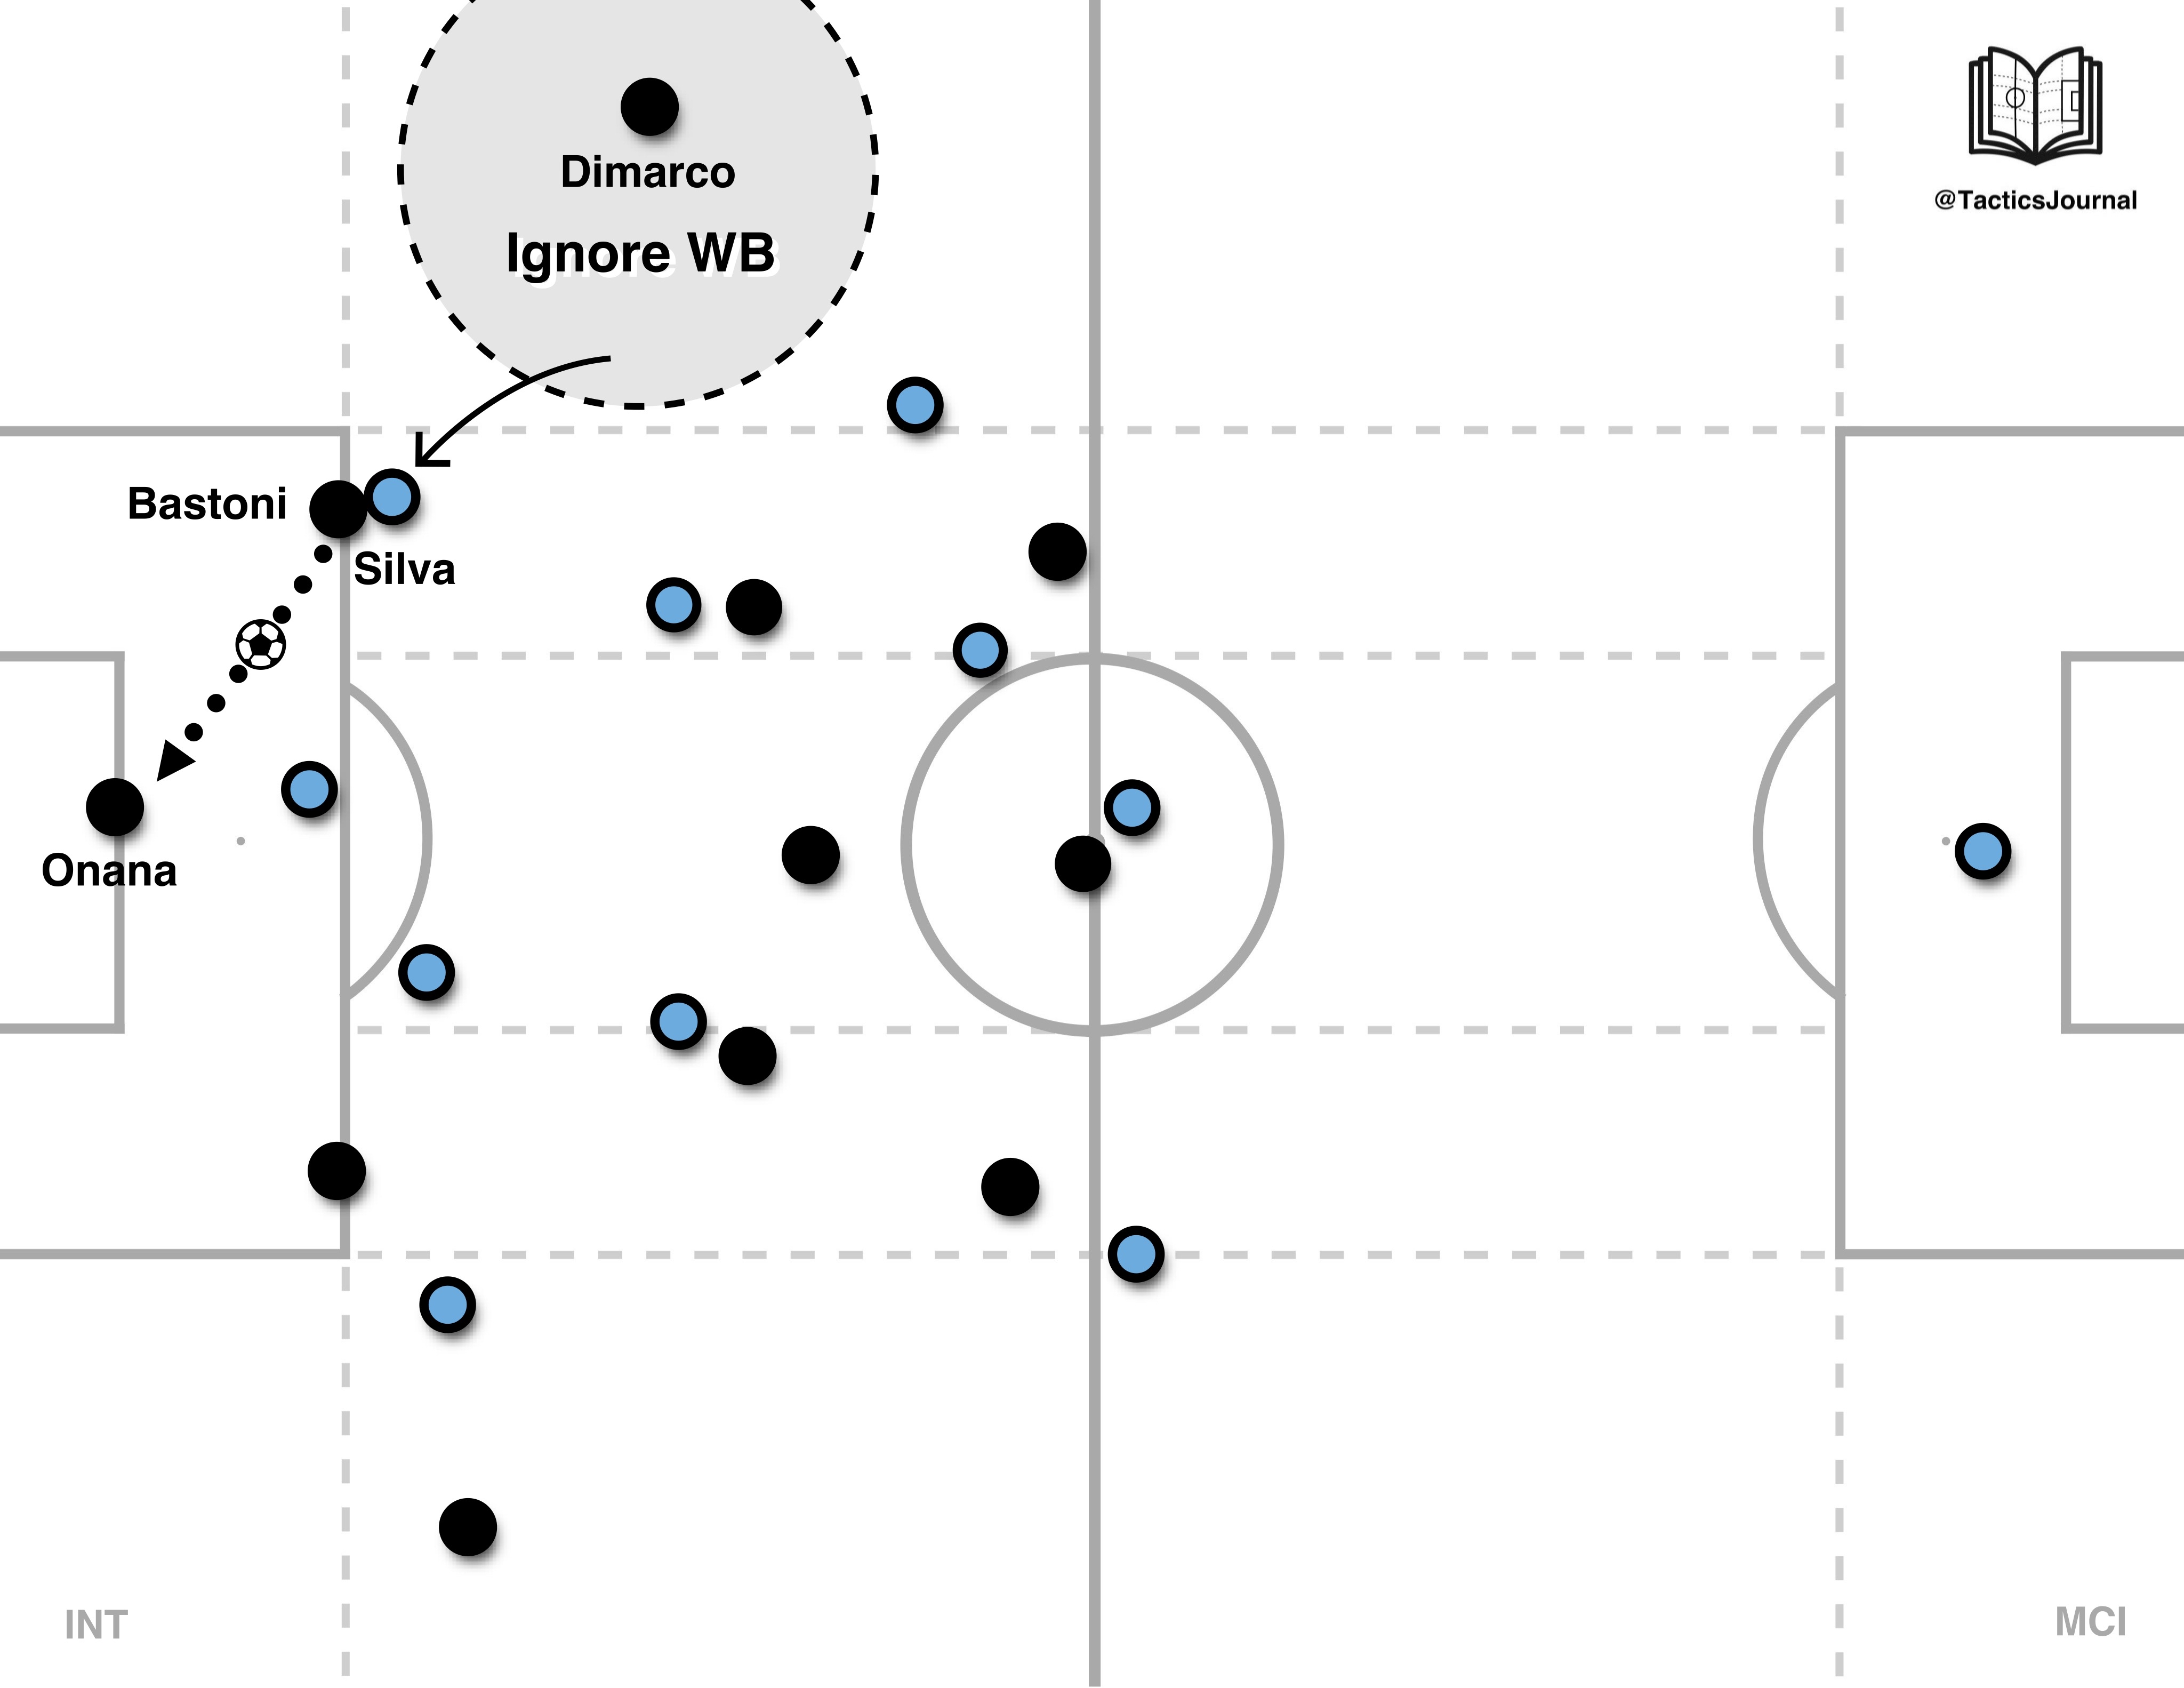 @TacticsJournal
Dimarco
Ignore WB
Bastoni
Silva
Onana
INT
MCI